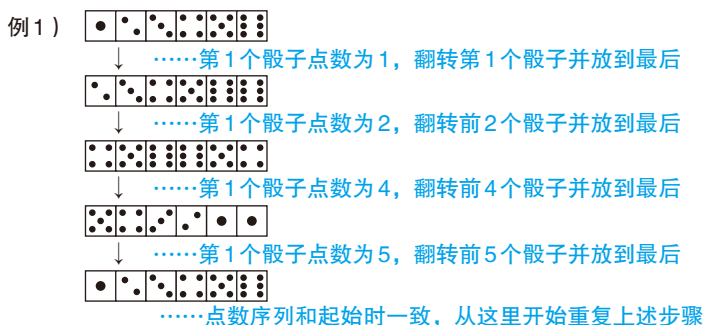 例1）
↓ ……第1个骰子点数为1，翻转第1个骰子并放到最后
↓ ……第1个骰子点数为2，翻转前2个骰子并放到最后
↓ ……第1个骰子点数为4，翻转前4个骰子并放到最后
↓ ……第1个骰子点数为5，翻转前5个骰子并放到最后
……点数序列和起始时一致，从这里开始重复上述步骤